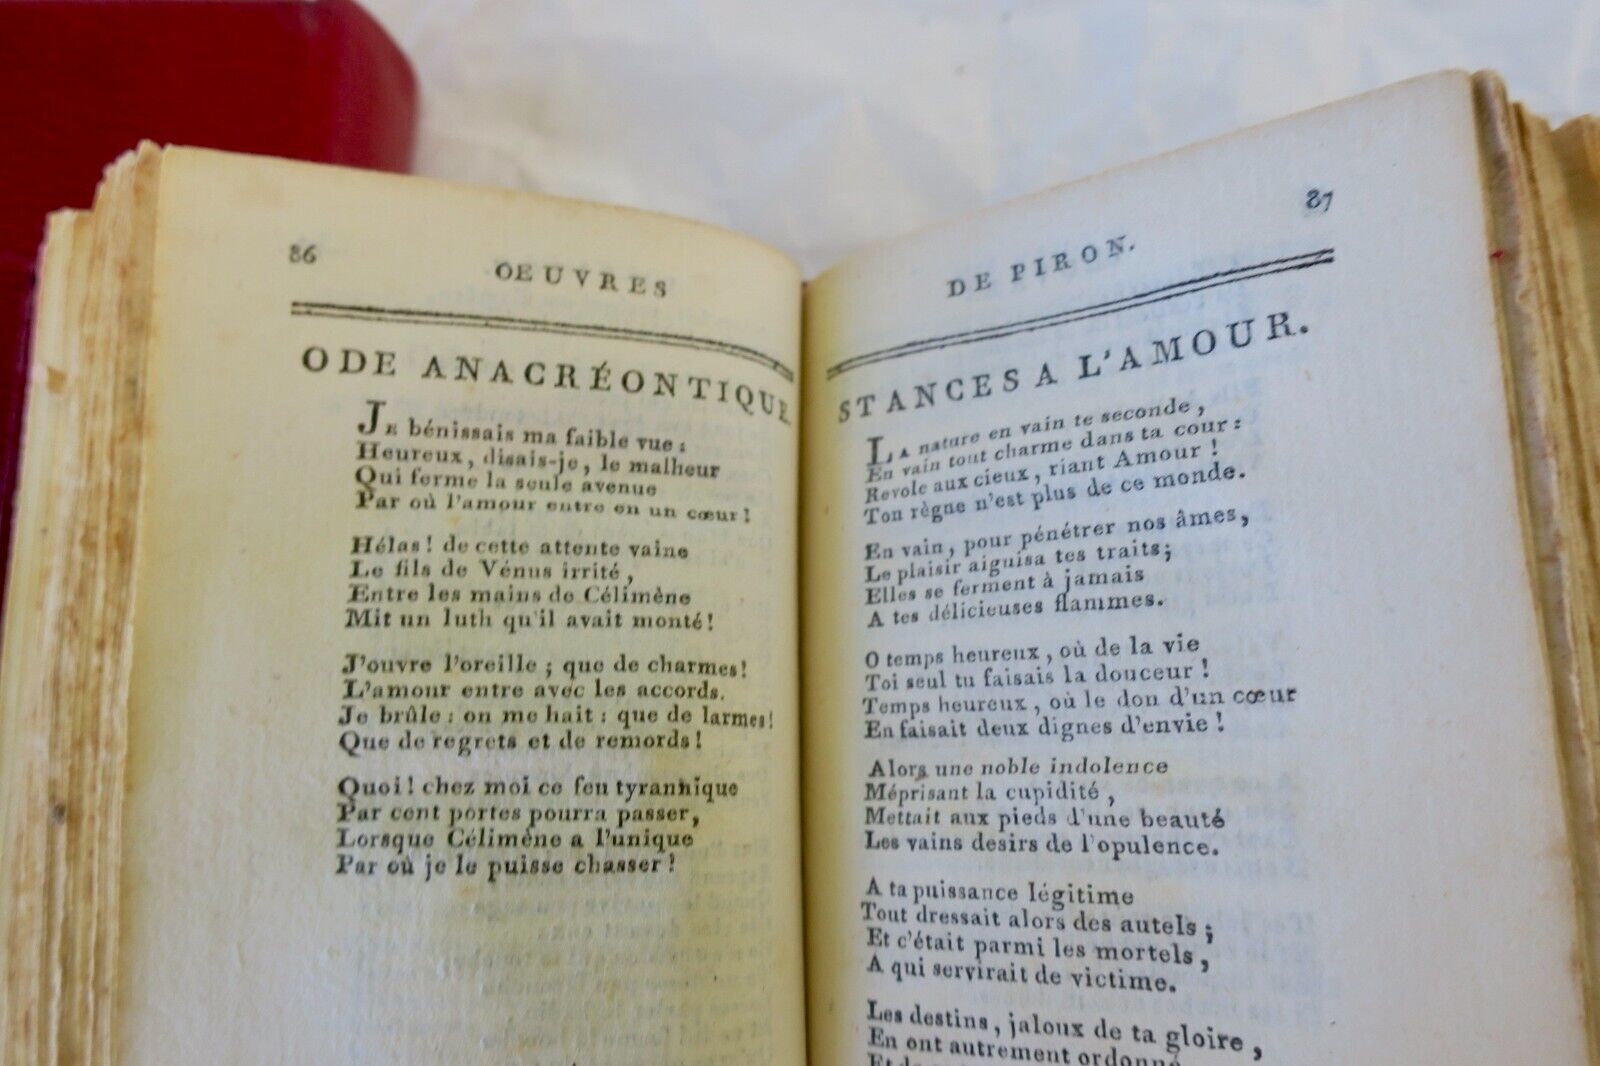 86
OEUVRES
ODE ANACRÉONTIQUE
JE bénissais ma faible vue :
Heureux, disais-je, le malheur
Qui ferme la seule avenue
Par où l'amour entre en un cœur !
Hélas! de cette attente vaine
Le fils de Vénus irrité,
Entre les mains de Célimène
Mit un luth qu'il avait monté!
J'ouvre l'oreille ; que de charmes!
L'amour entre avec les accords.
Je brûle : on me hait : que de larmes!
Que de regrets et de remords !
Quoi! chez moi ce feu tyrannique
Par cent portes pourra passer,
Lorsque Célimène a l'unique
Par où je le puisse chasser !
87
DE PIRON.
STANCES A L'AMOUR.
LA nature en vain te seconde,
En vain tout charme dans ta cour :
Revole aux cieux, riant Amour !
Ton règne n'est plus de ce monde.
En vain, pour pénétrer nos âmes,
Le plaisir aiguisa tes traits;
Elles se ferment à jamais
A tes délicieuses flammes.
O temps heureux, où de la vie
Toi seul tu faisais la douceur !
Temps heureux, où le don d'un cœur
En faisait deux dignes d'envie !
Alors une noble indolence
Méprisant la cupidité,
Mettait aux pieds d'une beauté
Les vains desirs de l'opulence.
A ta puissance légitime
Tout dressait alors des autels ;
Et c'était parmi les mortels,
A qui servirait de victime.
Les destins, jaloux de ta gloire,
En ont autrement ordonné